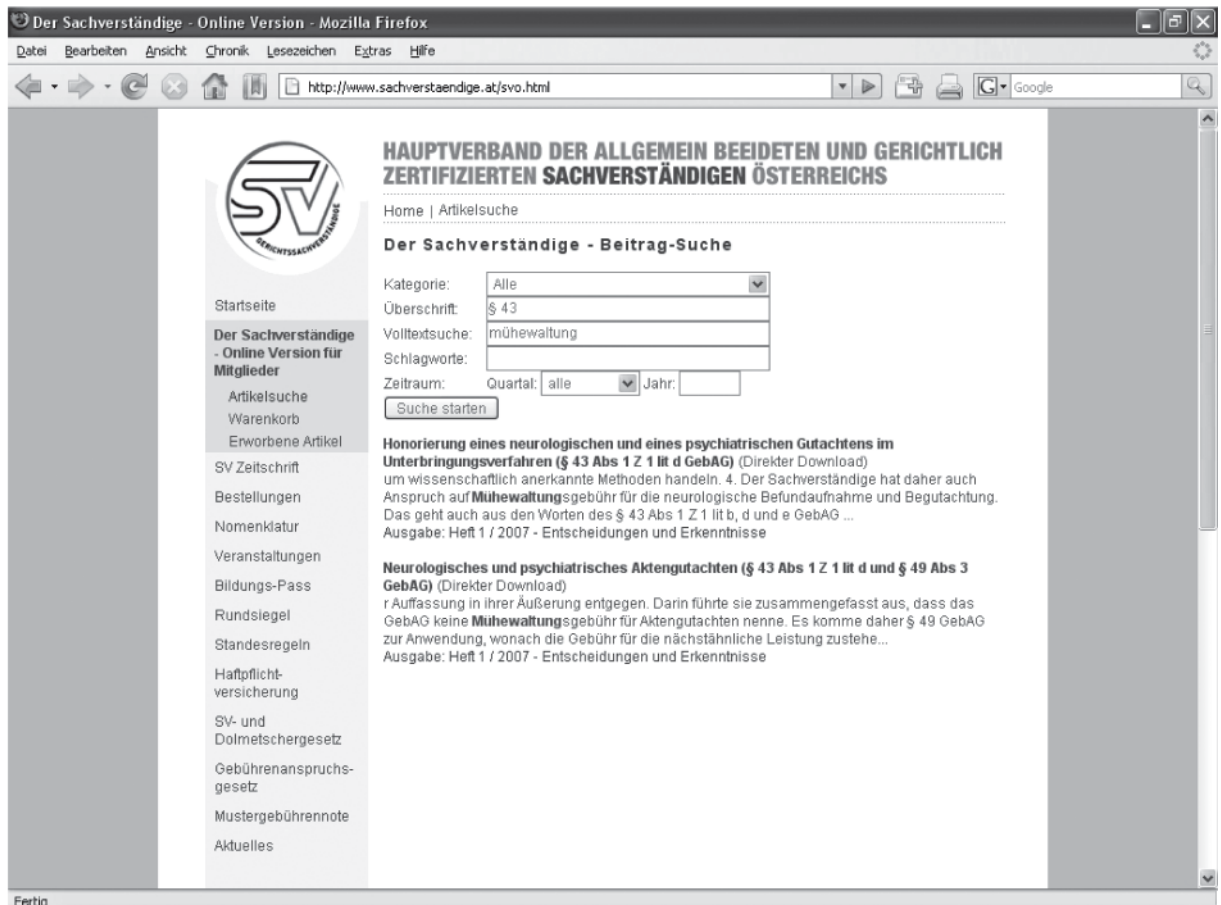 Der Sachverständige - Online Version - Mozilla Firefox
Datei Bearbeiten Ansicht Chronik Lesezeichen Extras Hilfe
http://www.sachverstaendige.at/svo.html
G
Google
SV
GERICHTSSACHVERSTÄNDIGE
HAUPTVERBAND DER ALLGEMEIN BEEIDETEN UND GERICHTLICH
ZERTIFIZIERTEN SACHVERSTÄNDIGEN ÖSTERREICHS
Home | Artikelsuche
Der Sachverständige - Beitrag-Suche
Kategorie: Alle
Überschrift: § 43
Volltextsuche: mühewaltung
Schlagworte:
Zeitraum: Quartal: alle Jahr:
Suche starten
Startseite
Der Sachverständige
- Online Version für
Mitglieder
Artikelsuche
Warenkorb
Erworbene Artikel
SV Zeitschrift
Bestellungen
Nomenklatur
Veranstaltungen
Bildungs-Pass
Rundsiegel
Standesregeln
Haftpflicht-
versicherung
SV- und
Dolmetschergesetz
Gebührenanspruchs-
gesetz
Mustergebührennote
Aktuelles
Honorierung eines neurologischen und eines psychiatrischen Gutachtens im
Unterbringungsverfahren (§ 43 Abs 1 Z 1 lit d GebAG) (Direkter Download)
um wissenschaftlich anerkannte Methoden handeln. 4. Der Sachverständige hat daher auch
Anspruch auf Mühewaltungsgebühr für die neurologische Befundaufnahme und Begutachtung.
Das geht auch aus den Worten des § 43 Abs 1 Z 1 lit b, d und e GebAG ...
Ausgabe: Heft 1 / 2007 - Entscheidungen und Erkenntnisse
Neurologisches und psychiatrisches Aktengutachten (§ 43 Abs 1 Z 1 lit d und § 49 Abs 3
GebAG) (Direkter Download)
r Auffassung in ihrer Äußerung entgegen. Darin führte sie zusammengefasst aus, dass das
GebAG keine Mühewaltungsgebühr für Aktengutachten nenne. Es komme daher § 49 GebAG
zur Anwendung, wonach die Gebühr für die nächstähnliche Leistung zustehe...
Ausgabe: Heft 1 / 2007 - Entscheidungen und Erkenntnisse
Fertig